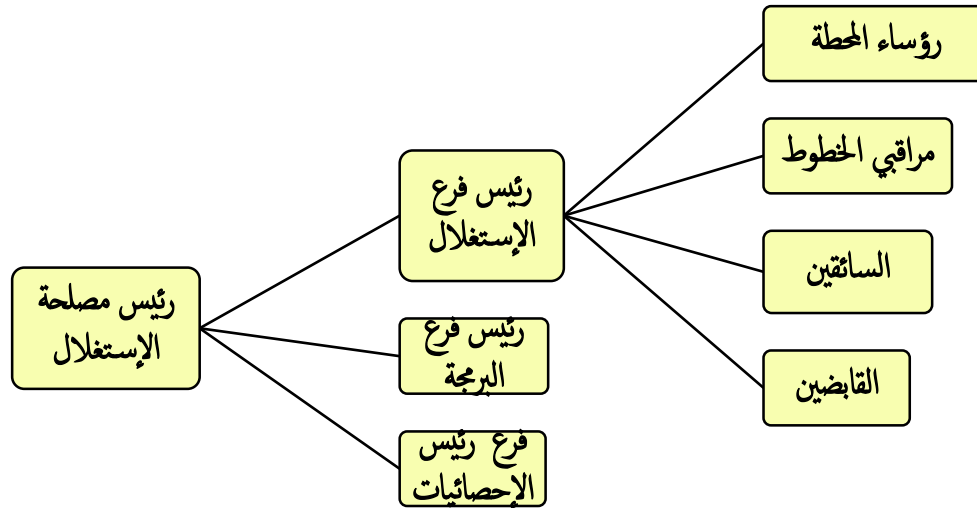 رئيس مصلحة
الإستغلال
رئيس فرع
الإستغلال
رئيس فرع
البرمجة
فرع رئيس
الإحصائيات
رؤساء المحطة
مراقبي الخطوط
السائقين
القابضين